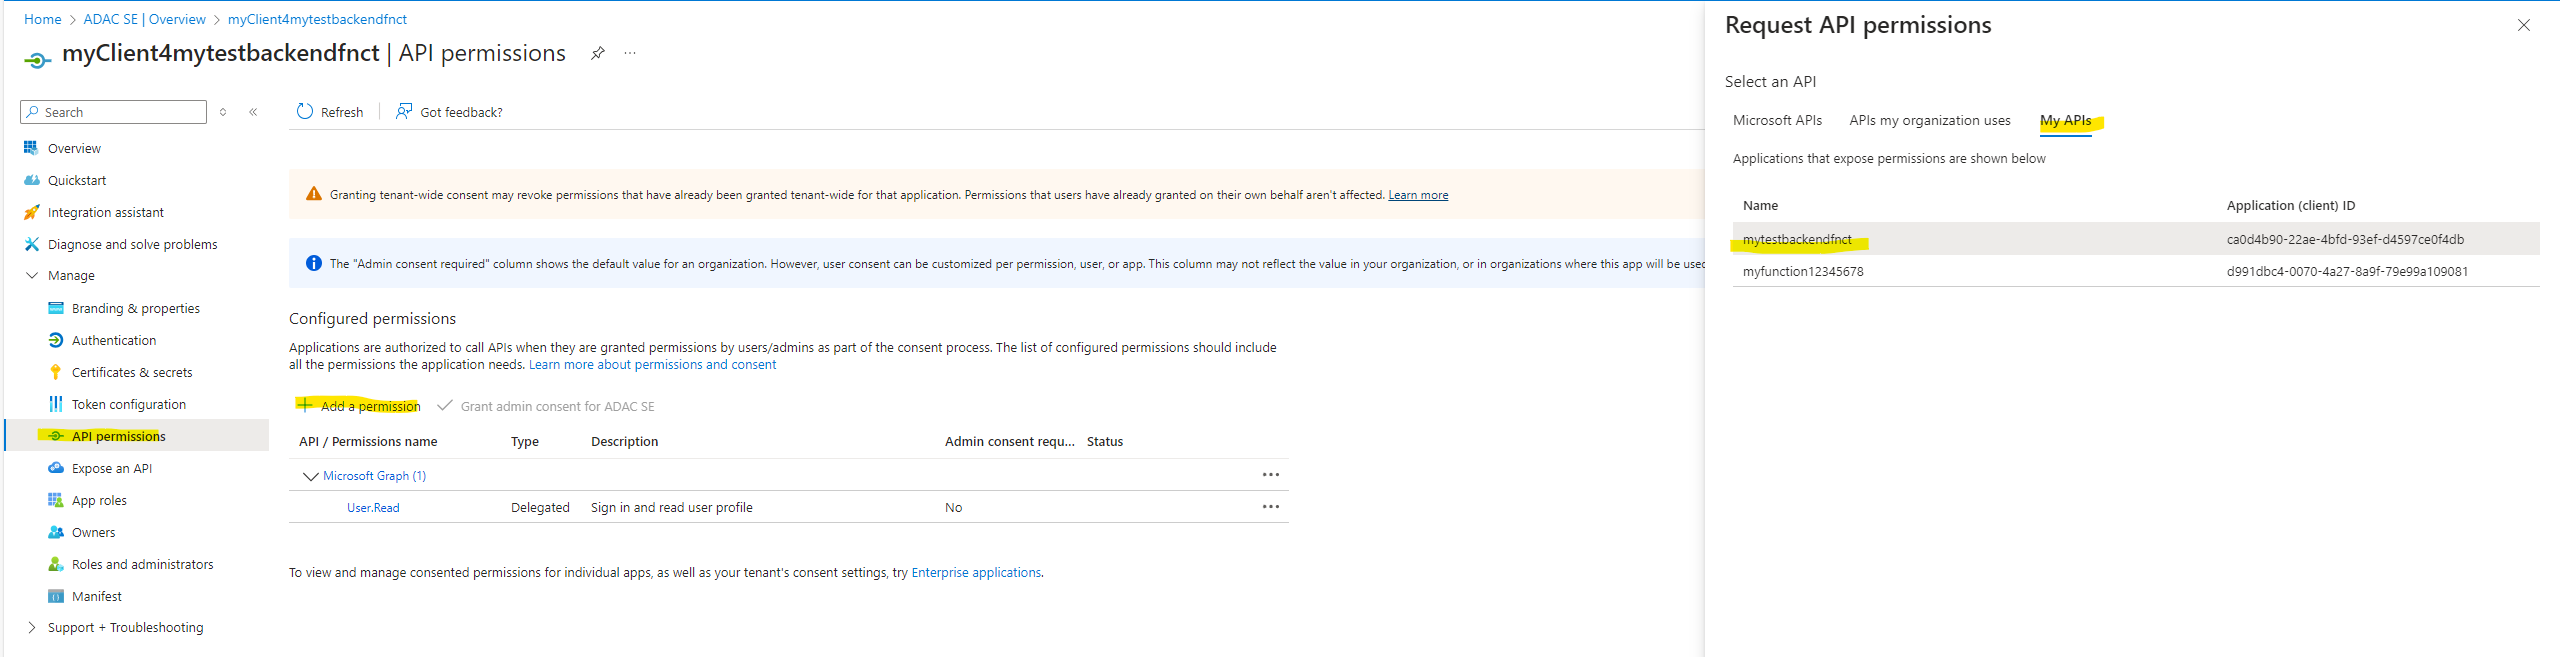 Home > ADAC SE | Overview > myClient4mytestbackendfnct
myClient4mytestbackendfnct | API permissions
Search
Overview
Quickstart
Integration assistant
Diagnose and solve problems
Manage
Branding & properties
Authentication
Certificates & secrets
Token configuration
API permissions
Expose an API
App roles
Owners
Roles and administrators
Manifest
Support + Troubleshooting
Refresh
Got feedback?
Granting tenant-wide consent may revoke permissions that have already been granted tenant-wide for that application. Permissions that users have already granted on their own behalf aren't affected. Learn more
The "Admin consent required" column shows the default value for an organization. However, user consent can be customized per permission, user, or app. This column may not reflect the value in your organization, or in organizations where this app will be used
Configured permissions
Applications are authorized to call APIs when they are granted permissions by users/admins as part of the consent process. The list of configured permissions should include
all the permissions the application needs. Learn more about permissions and consent
Add a permission Grant admin consent for ADAC SE
API / Permissions name Type Description Admin consent requ... Status
Microsoft Graph (1)
User.Read Delegated Sign in and read user profile No
To view and manage consented permissions for individual apps, as well as your tenant's consent settings, try Enterprise applications.
Request API permissions
Select an API
Microsoft APIs APIs my organization uses My APIs
Applications that expose permissions are shown below
Name Application (client) ID
mytestbackendfnct ca0d4b90-22ae-4bfd-93ef-d4597ce0f4db
myfunction12345678 d991dbc4-0070-4a27-8a9f-79e99a109081